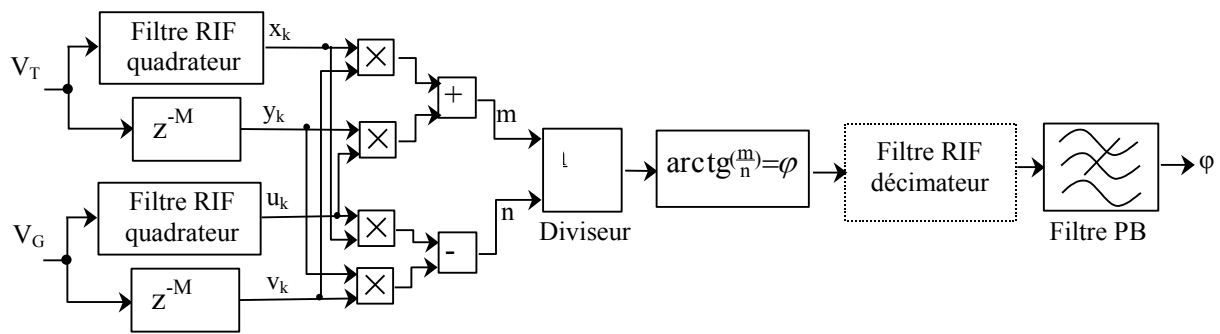 V_T
Filtre RIF
quadrateur
x_k
z^-M
y_k
×
×
+
m
V_G
Filtre RIF
quadrateur
u_k
z^-M
v_k
×
×
-
n
Diviseur
arctg(m/n)=φ
Filtre RIF
décimateur
Filtre PB
φ